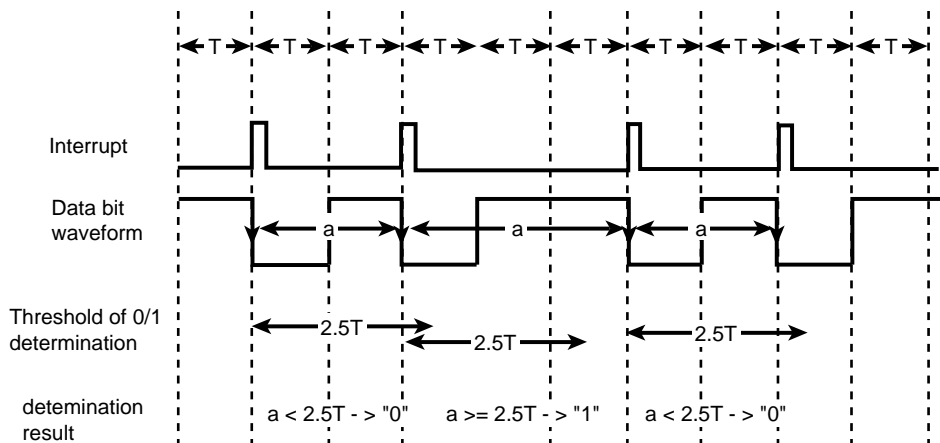 T T T T T T T T T T
Interrupt
Data bit
waveform
a a a
Threshold of 0/1
determination
2.5T 2.5T 2.5T
detemination
result
a < 2.5T - > "0" a >= 2.5T - > "1" a < 2.5T - > "0"